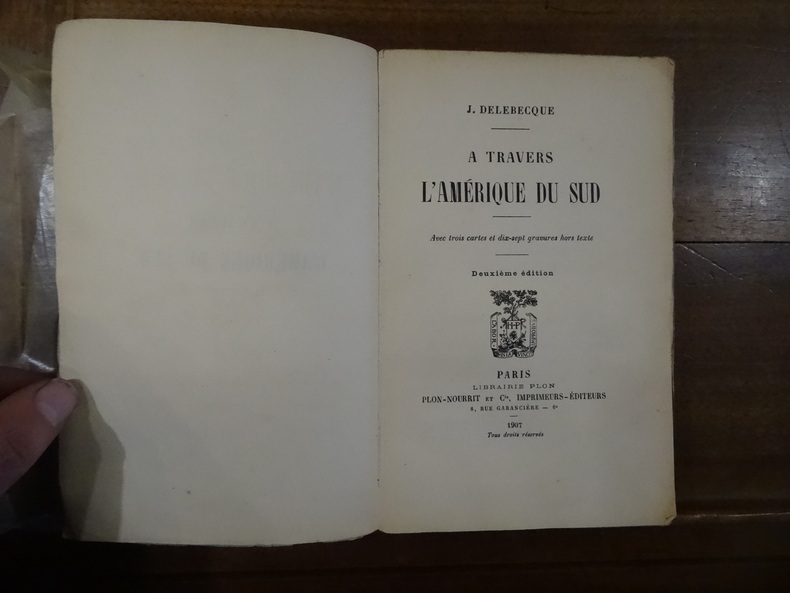 J. DELEBECQUE
A TRAVERS
L'AMÉRIQUE DU SUD
Avec trois cartes et dix-sept gravures hors texte
Deuxième édition
PARIS
LIBRAIRIE PLON
PLON-NOURRIT ET Cie, IMPRIMEURS-ÉDITEURS
8, RUE GARANCIÈRE — 6e
1907
Tous droits réservés